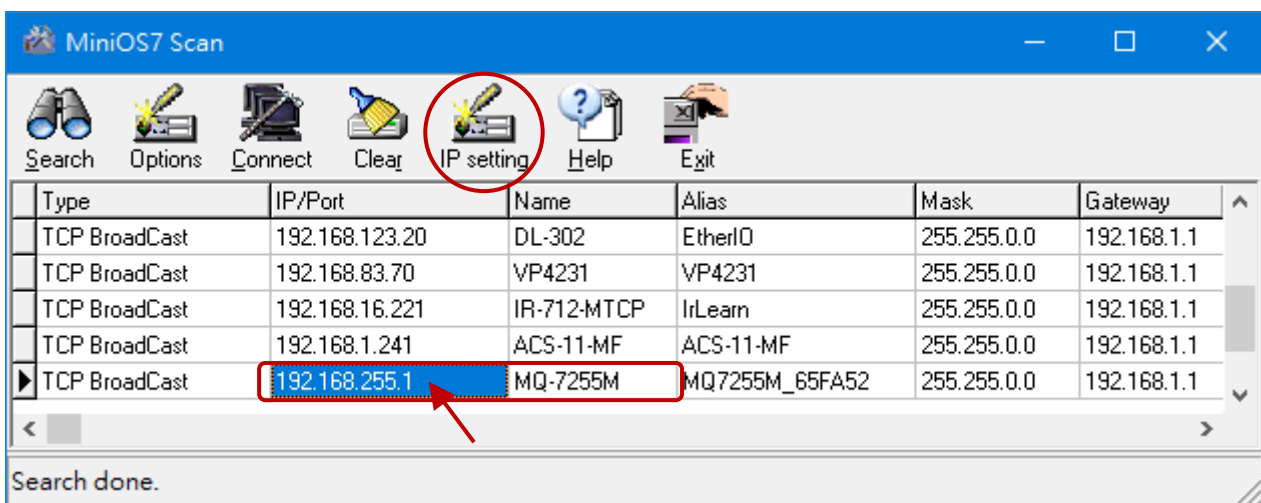 MiniOS7 Scan
Search Options Connect Clear IP setting Help Exit
Type IP/Port Name Alias Mask Gateway
TCP BroadCast 192.168.123.20 DL-302 EtherIO 255.255.0.0 192.168.1.1
TCP BroadCast 192.168.83.70 VP4231 VP4231 255.255.0.0 192.168.1.1
TCP BroadCast 192.168.16.221 IR-712-MTCP IrLearn 255.255.0.0 192.168.1.1
TCP BroadCast 192.168.1.241 ACS-11-MF ACS-11-MF 255.255.0.0 192.168.1.1
TCP BroadCast 192.168.255.1 MQ-7255M MQ7255M_65FA52 255.255.0.0 192.168.1.1
Search done.